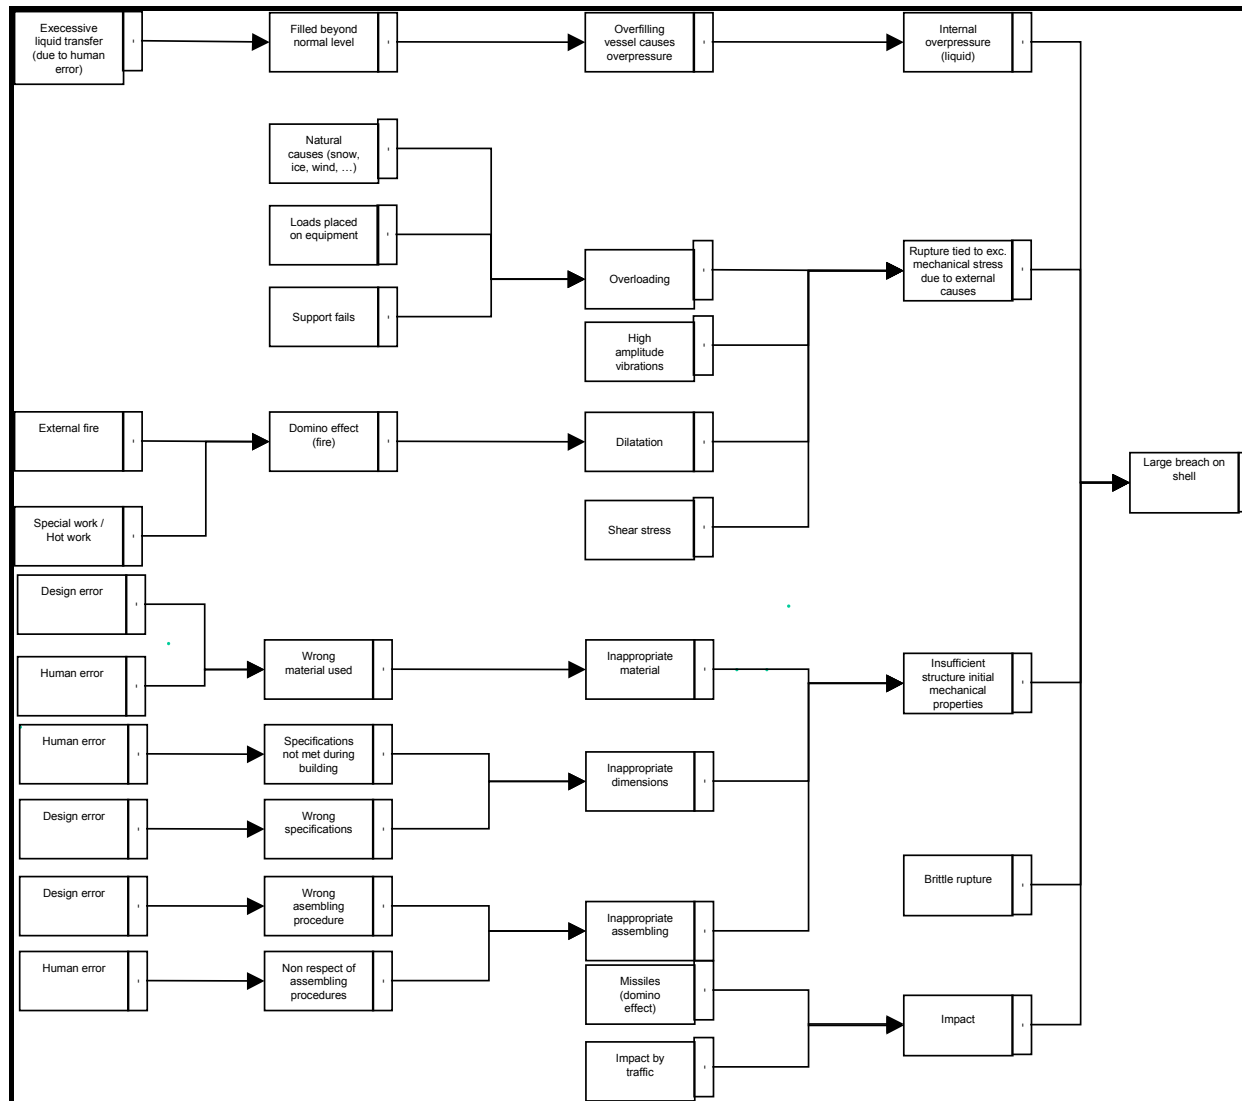 Execessive
liquid transfer
(due to human
error)
Filled beyond
normal level
Overfilling
vessel causes
overpressure
Internal
overpressure
(liquid)
Natural
causes (snow,
ice, wind, …)
Loads placed
on equipment
Support fails
Overloading
Rupture tied to exc.
mechanical stress
due to external
causes
High
amplitude
vibrations
External fire
Domino effect
(fire)
Dilatation
Large breach on
shell
Special work /
Hot work
Shear stress
Design error
Human error
Wrong
material used
Inappropriate
material
Insufficient
structure initial
mechanical
properties
Human error
Specifications
not met during
building
Inappropriate
dimensions
Design error
Wrong
specifications
Brittle rupture
Design error
Wrong
asembling
procedure
Inappropriate
assembling
Human error
Non respect of
assembling
procedures
Missiles
(domino
effect)
Impact
Impact by
traffic